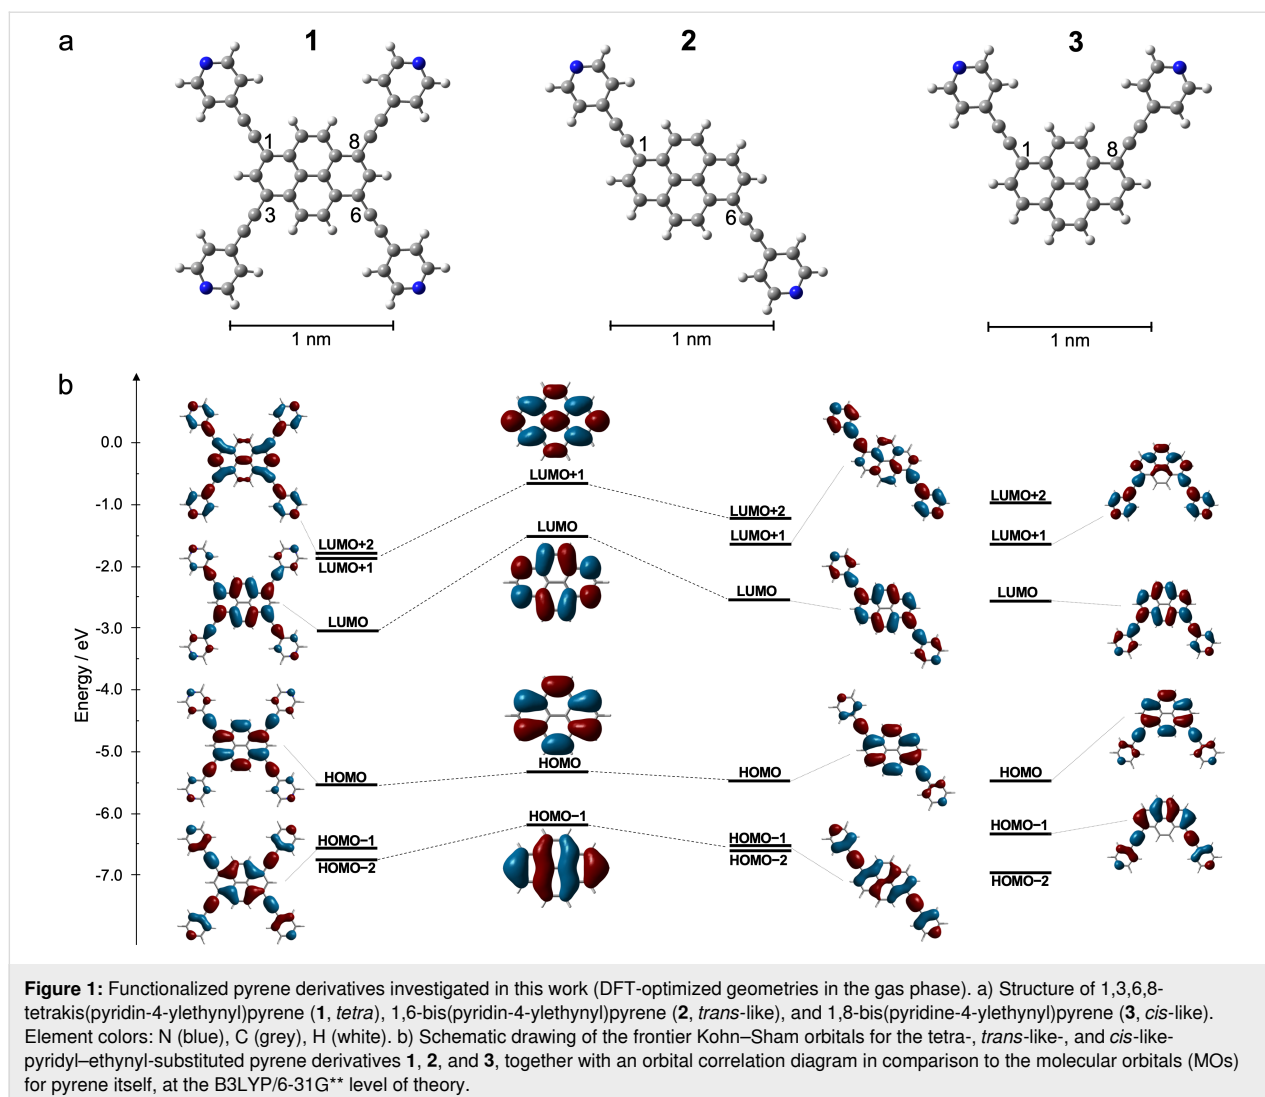 a
1
2
3
1
8
3
6
1
6
1
8
1 nm
1 nm
1 nm
b
Energy / eV
0.0
-1.0
-2.0
-3.0
-4.0
-5.0
-6.0
-7.0
LUMO+2
LUMO+1
LUMO
HOMO
HOMO−1
HOMO−2
LUMO+1
LUMO
HOMO
HOMO−1
LUMO+2
LUMO+1
LUMO
HOMO
HOMO−1
HOMO−2
LUMO+2
LUMO+1
LUMO
HOMO
HOMO−1
HOMO−2
Figure 1: Functionalized pyrene derivatives investigated in this work (DFT-optimized geometries in the gas phase). a) Structure of 1,3,6,8-
tetrakis(pyridin-4-ylethynyl)pyrene (1, tetra), 1,6-bis(pyridin-4-ylethynyl)pyrene (2, trans-like), and 1,8-bis(pyridine-4-ylethynyl)pyrene (3, cis-like).
Element colors: N (blue), C (grey), H (white). b) Schematic drawing of the frontier Kohn–Sham orbitals for the tetra-, trans-like-, and cis-like-
pyridyl–ethynyl-substituted pyrene derivatives 1, 2, and 3, together with an orbital correlation diagram in comparison to the molecular orbitals (MOs)
for pyrene itself, at the B3LYP/6-31G** level of theory.